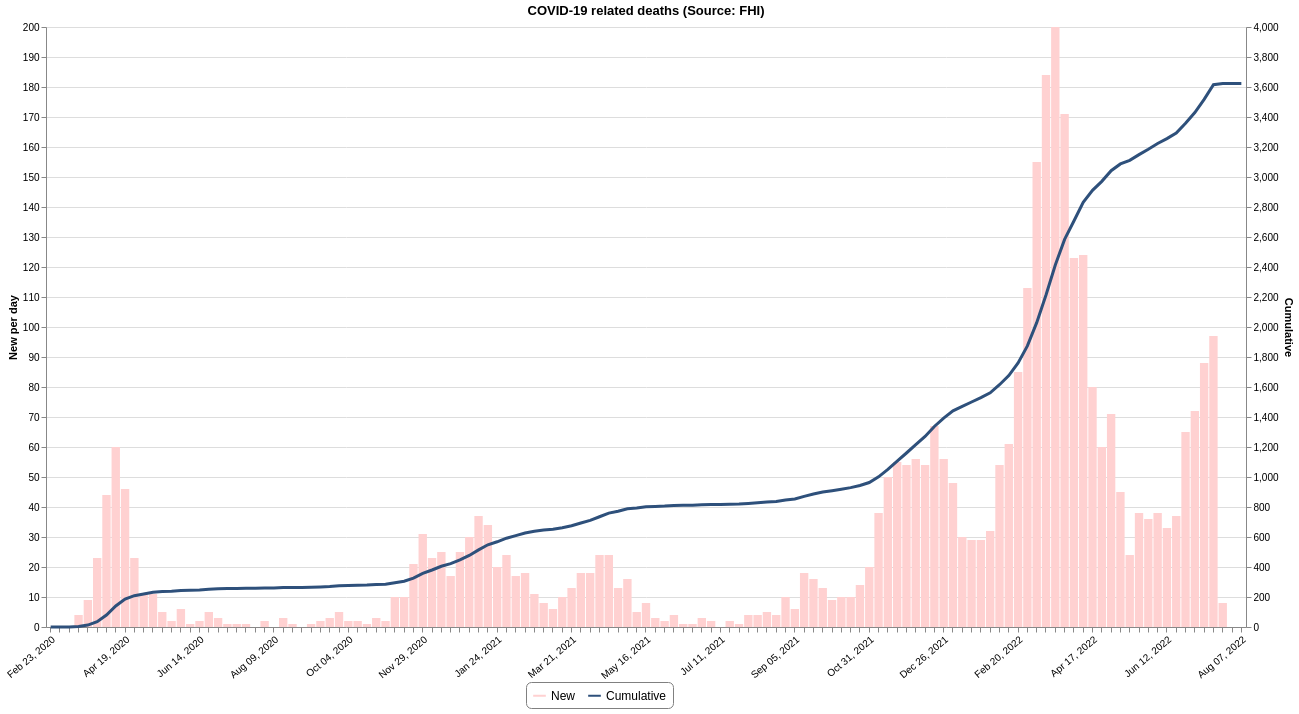 COVID-19 related deaths (Source: FHI)
200
190
180
170
160
150
140
130
120
110
100
90
80
70
60
50
40
30
20
10
0
New per day
4,000
3,800
3,600
3,400
3,200
3,000
2,800
2,600
2,400
2,200
2,000
1,800
1,600
1,400
1,200
1,000
800
600
400
200
0
Cumulative
Feb 23, 2020
Apr 19, 2020
Jun 14, 2020
Aug 09, 2020
Oct 04, 2020
Nov 29, 2020
Jan 24, 2021
Mar 21, 2021
May 16, 2021
Jul 11, 2021
Sep 05, 2021
Oct 31, 2021
Dec 26, 2021
Feb 20, 2022
Apr 17, 2022
Jun 12, 2022
Aug 07, 2022
New Cumulative